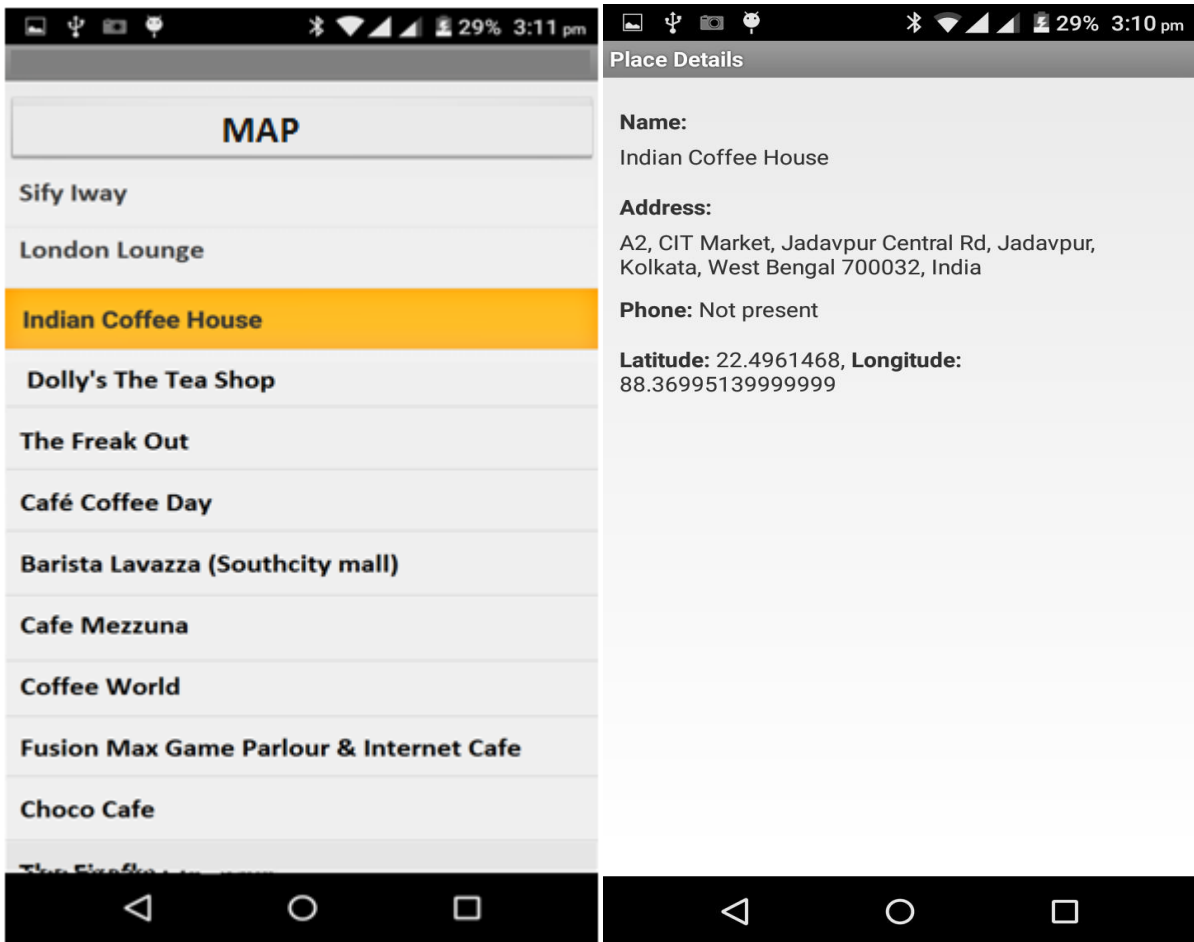 29% 3:11 pm
MAP
Sify Iway
London Lounge
Indian Coffee House
Dolly's The Tea Shop
The Freak Out
Café Coffee Day
Barista Lavazza (Southcity mall)
Cafe Mezzuna
Coffee World
Fusion Max Game Parlour & Internet Cafe
Choco Cafe
29% 3:10 pm
Place Details
Name:
Indian Coffee House
Address:
A2, CIT Market, Jadavpur Central Rd, Jadavpur,
Kolkata, West Bengal 700032, India
Phone: Not present
Latitude: 22.4961468, Longitude:
88.36995139999999